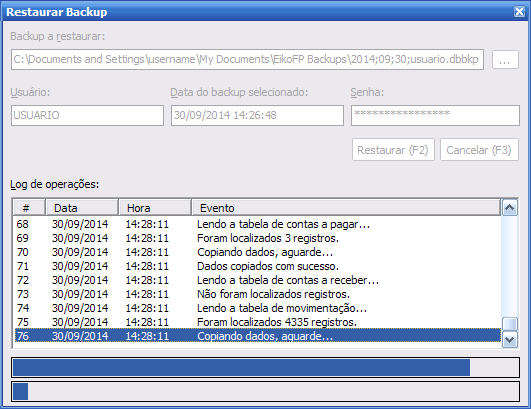 Restaurar Backup
Backup a restaurar:
C:\Documents and Settings\username\My Documents\EikoFP Backups\2014;09;30;usuario.dbbkp ...
Usuário: Data do backup selecionado: Senha:
USUARIO 30/09/2014 14:26:48 ****************
Restaurar (F2) Cancelar (F3)
Log de operações:
# Data Hora Evento
68 30/09/2014 14:28:11 Lendo a tabela de contas a pagar...
69 30/09/2014 14:28:11 Foram localizados 3 registros.
70 30/09/2014 14:28:11 Copiando dados, aguarde...
71 30/09/2014 14:28:11 Dados copiados com sucesso.
72 30/09/2014 14:28:11 Lendo a tabela de contas a receber...
73 30/09/2014 14:28:11 Não foram localizados registros.
74 30/09/2014 14:28:11 Lendo a tabela de movimentação...
75 30/09/2014 14:28:11 Foram localizados 4335 registros.
76 30/09/2014 14:28:11 Copiando dados, aguarde...